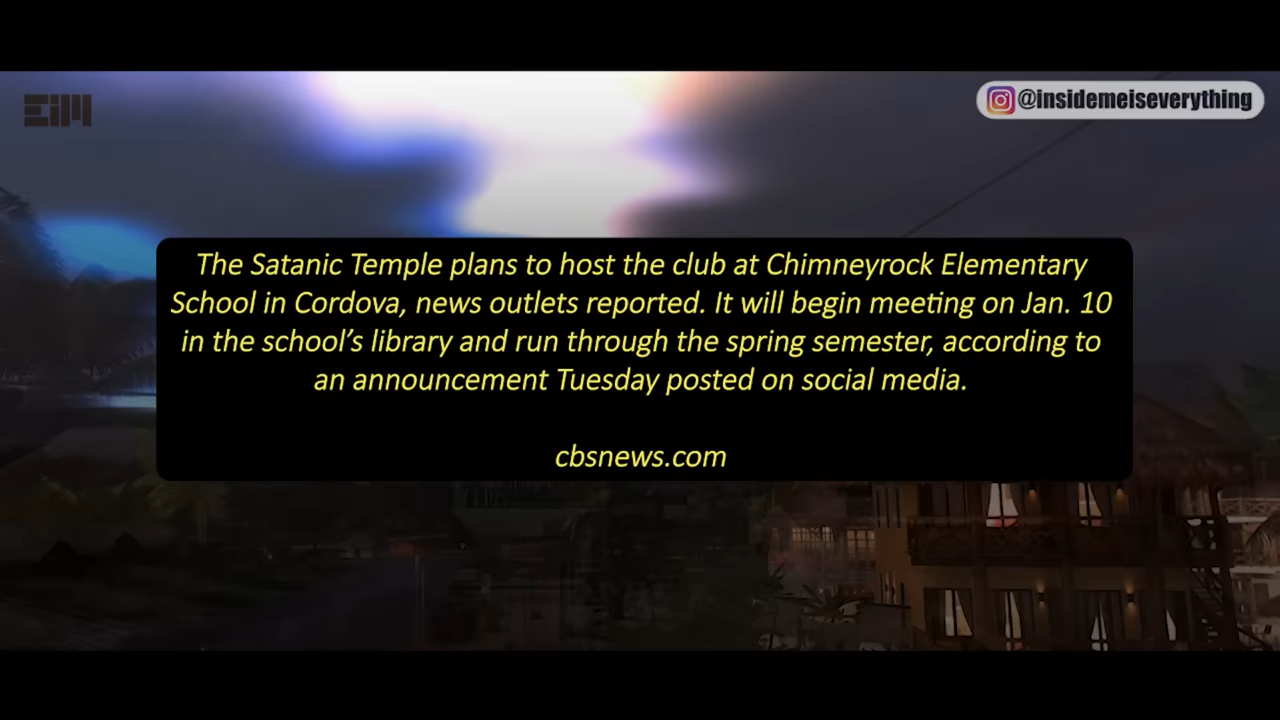 EiM
@insidemeiseverything
The Satanic Temple plans to host the club at Chimneyrock Elementary
School in Cordova, news outlets reported. It will begin meeting on Jan. 10
in the school’s library and run through the spring semester, according to
an announcement Tuesday posted on social media.
cbsnews.com